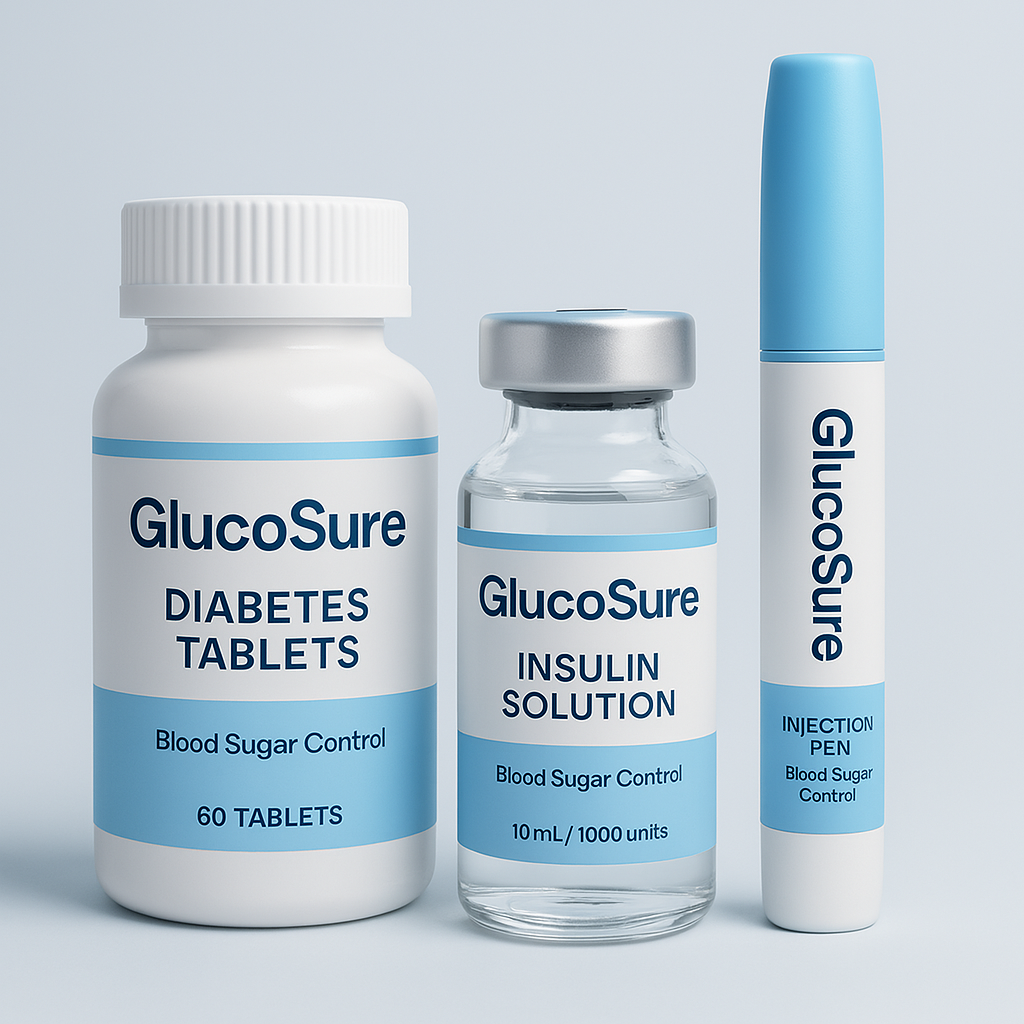 GlucoSure
DIABETES
TABLETS
Blood Sugar Control
60 TABLETS
GlucoSure
INSULIN
SOLUTION
Blood Sugar Control
10 mL / 1000 units
GlucoSure
INJECTION
PEN
Blood Sugar
Control